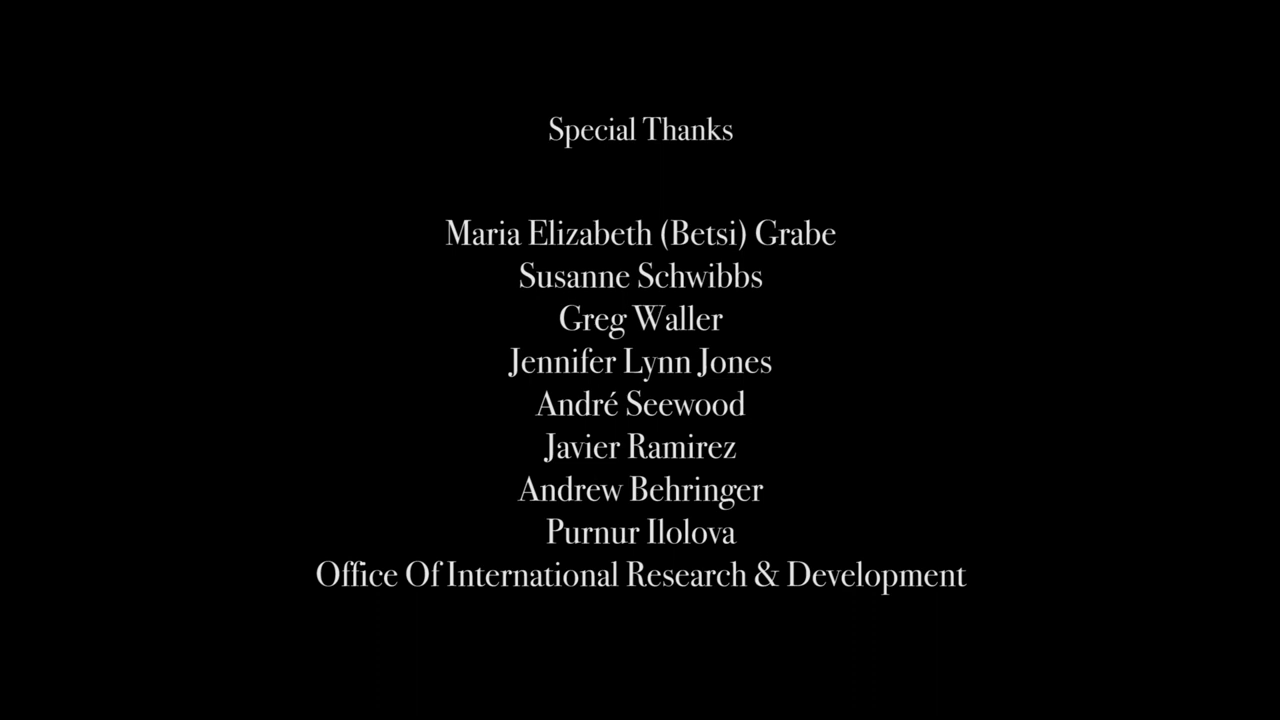 Special Thanks
Maria Elizabeth (Betsi) Grabe
Susanne Schwibbs
Greg Waller
Jennifer Lynn Jones
André Seewood
Javier Ramirez
Andrew Behringer
Purnur Ilolova
Office Of International Research & Development